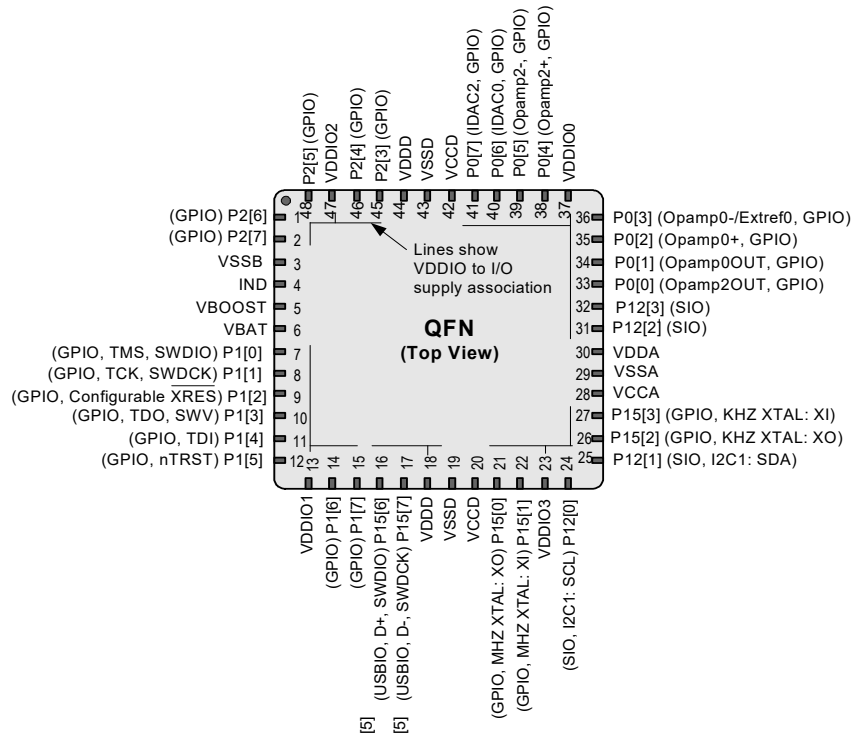 P2[5] (GPIO)
VDDIO2
P2[4] (GPIO)
P2[3] (GPIO)
VDDD
VSSD
VCCD
P0[7] (IDAC2, GPIO)
P0[6] (IDAC0, GPIO)
P0[5] (Opamp2-, GPIO)
P0[4] (Opamp2+, GPIO)
VDDIO0
48
47
46
45
44
43
42
41
40
39
38
37
(GPIO) P2[6] 1
(GPIO) P2[7] 2
VSSB 3
IND 4
VBOOST 5
VBAT 6
(GPIO, TMS, SWDIO) P1[0] 7
(GPIO, TCK, SWDCK) P1[1] 8
(GPIO, Configurable XRES) P1[2] 9
(GPIO, TDO, SWV) P1[3] 10
(GPIO, TDI) P1[4] 11
(GPIO, nTRST) P1[5] 12
Lines show
VDDIO to I/O
supply association
QFN
(Top View)
36 P0[3] (Opamp0-/Extref0, GPIO)
35 P0[2] (Opamp0+, GPIO)
34 P0[1] (Opamp0OUT, GPIO)
33 P0[0] (Opamp2OUT, GPIO)
32 P12[3] (SIO)
31 P12[2] (SIO)
30 VDDA
29 VSSA
28 VCCA
27 P15[3] (GPIO, KHZ XTAL: XI)
26 P15[2] (GPIO, KHZ XTAL: XO)
25 P12[1] (SIO, I2C1: SDA)
13
14
15
16
17
18
19
20
21
22
23
24
VDDIO1
(GPIO) P1[6]
(GPIO) P1[7]
(USBIO, D+, SWDIO) P15[6]
(USBIO, D-, SWDCK) P15[7]
VDDD
VSSD
VCCD
(GPIO, MHZ XTAL: XO) P15[0]
(GPIO, MHZ XTAL: XI) P15[1]
VDDIO3
(SIO, I2C1: SCL) P12[0]
[5]
[5]